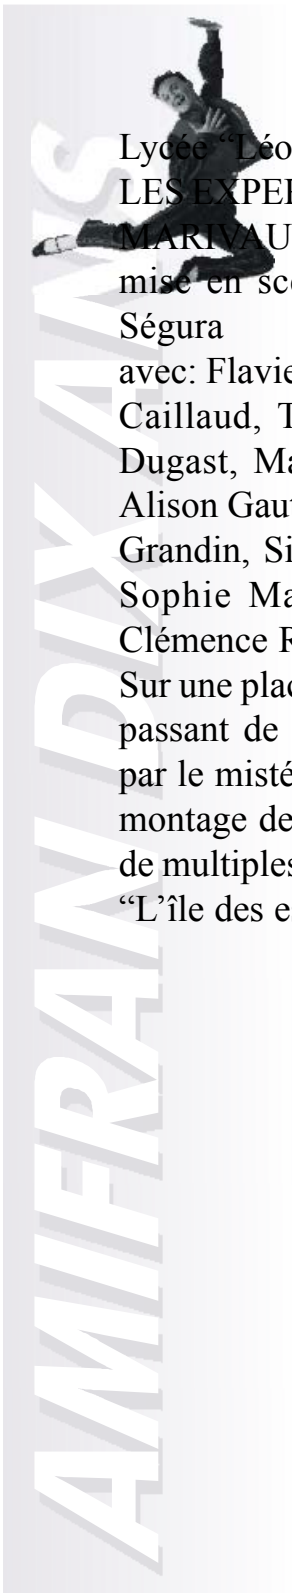 AMIFRAN DIX ANS
Lycée “Léo
LES EXPE
MARIVAU
mise en sc
Ségura
avec: Flavie
Caillaud, T
Dugast, Ma
Alison Gau
Grandin, Si
Sophie Ma
Clémence R
Sur une plac
passant de
par le misté
montage de
de multiples
“L’île des e